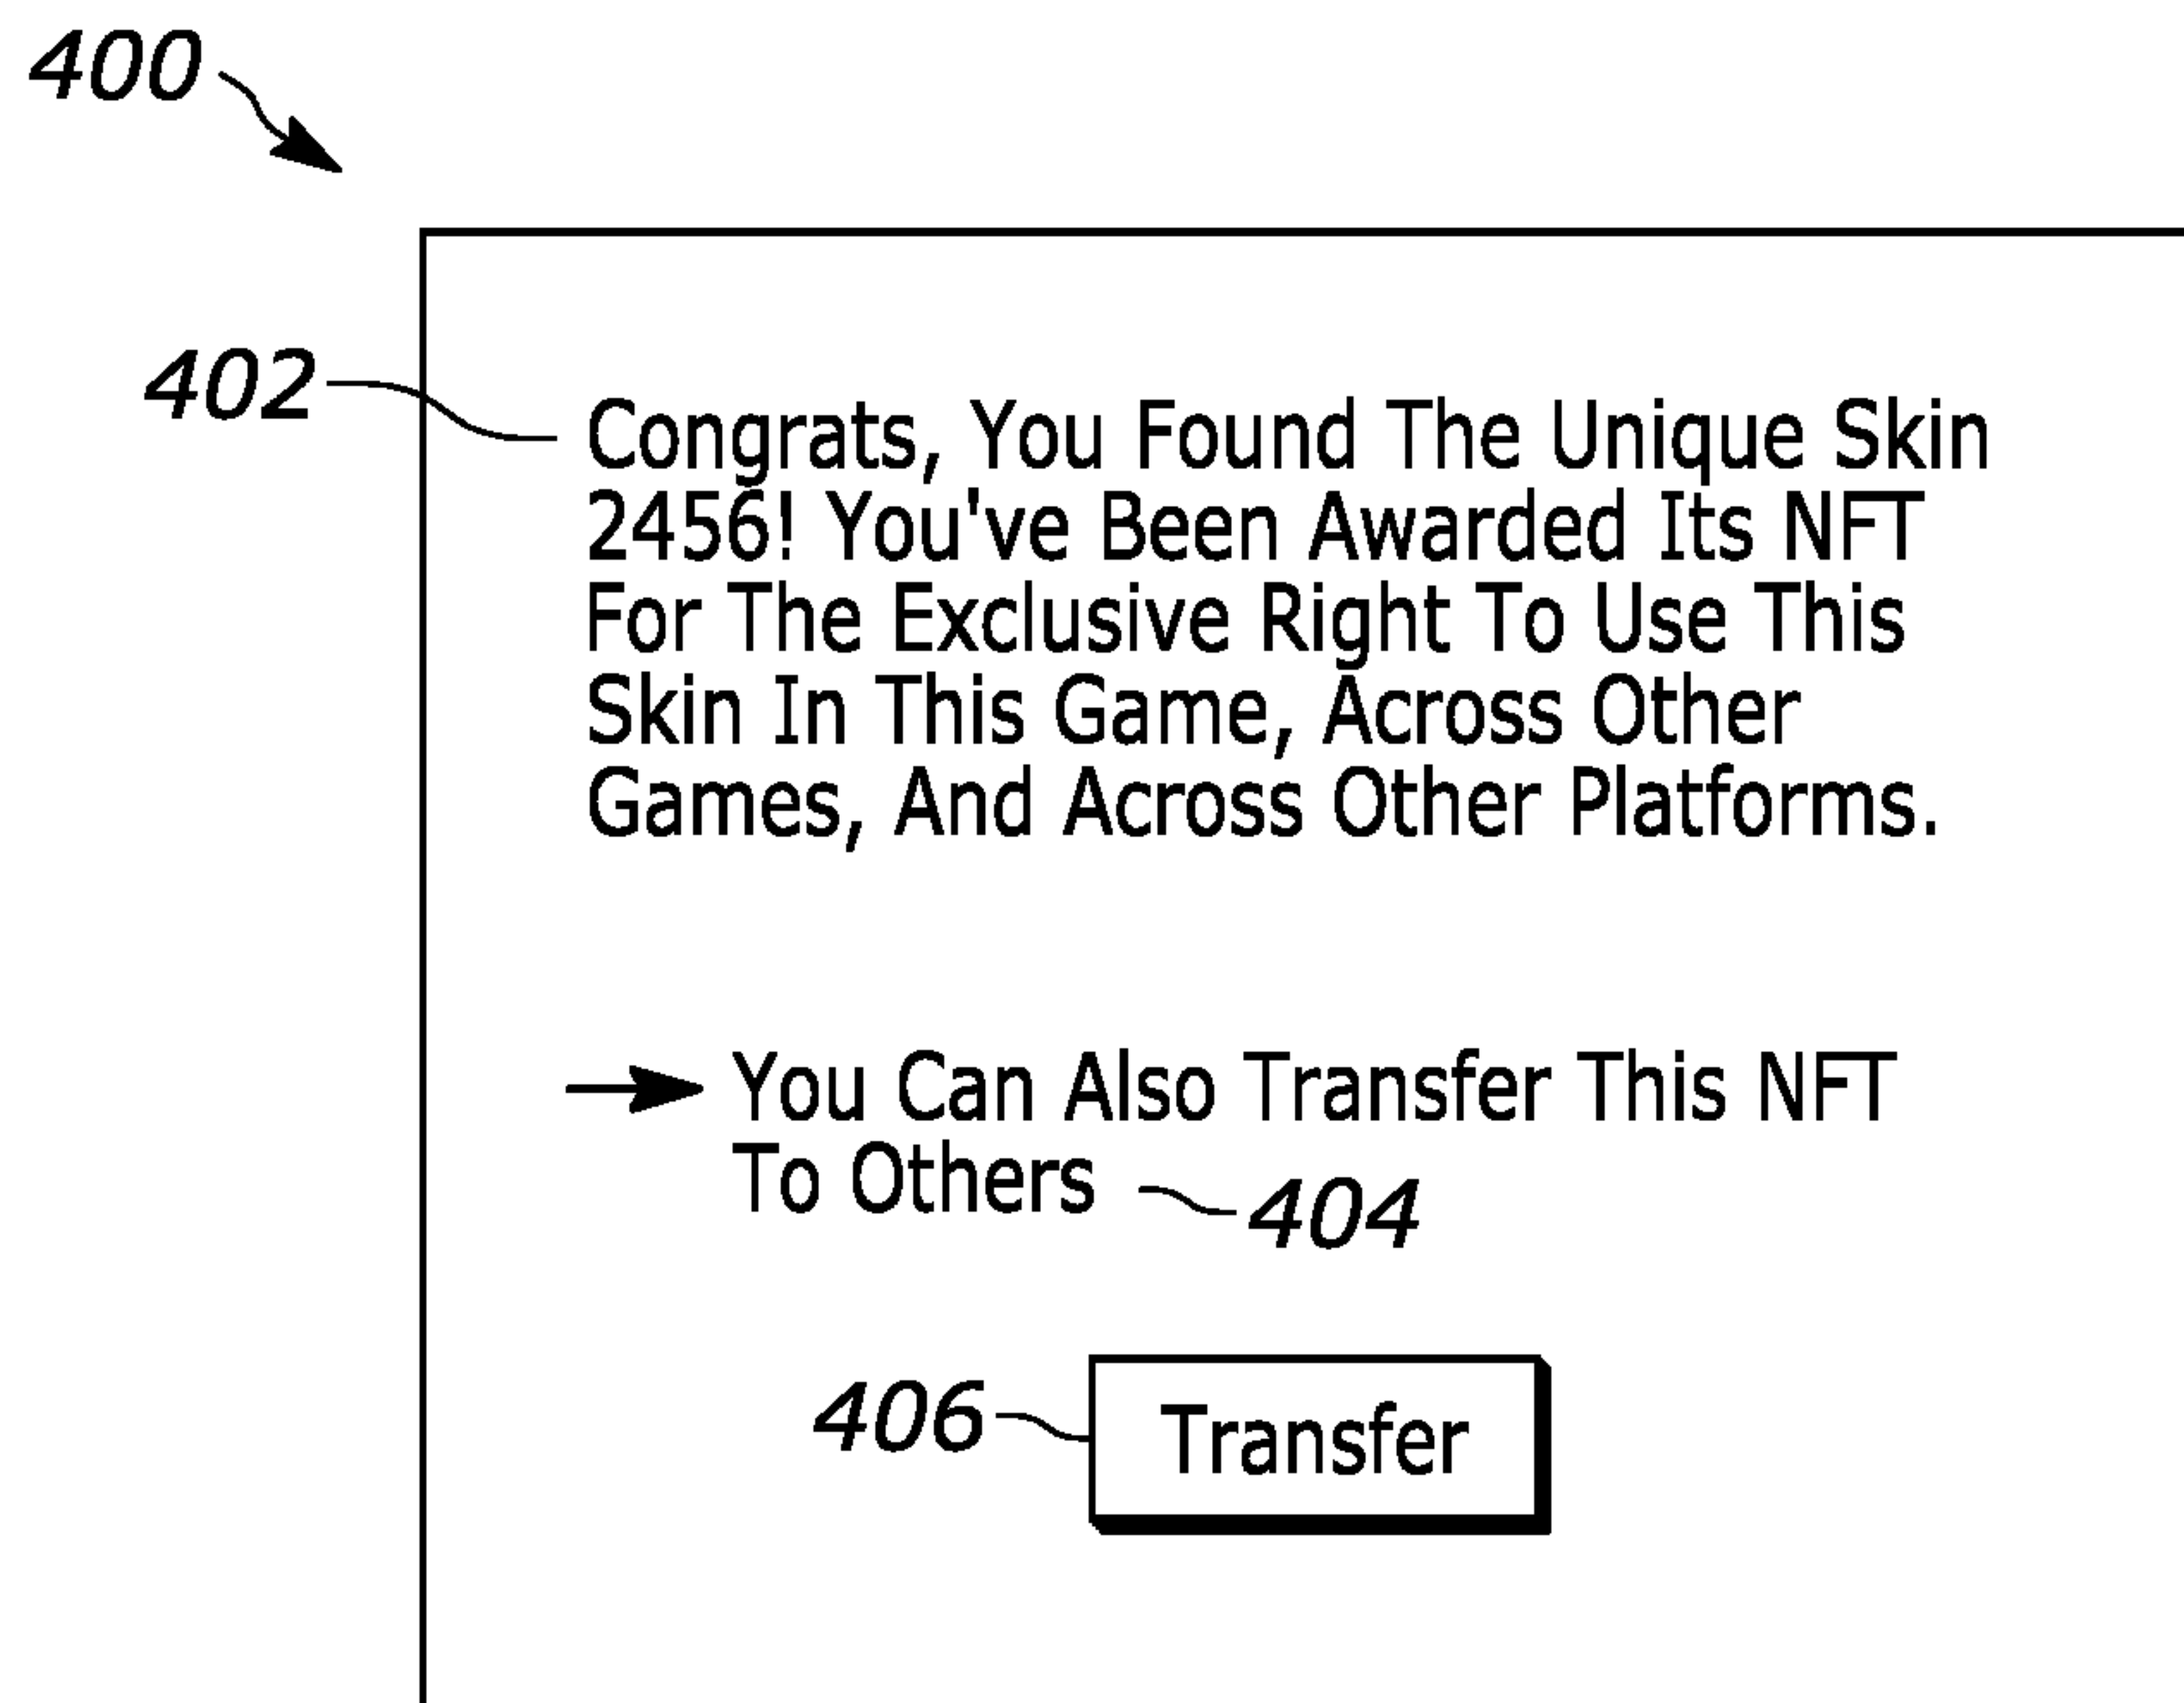 400
402
Congrats, You Found The Unique Skin
2456! You've Been Awarded Its NFT
For The Exclusive Right To Use This
Skin In This Game, Across Other
Games, And Across Other Platforms.
You Can Also Transfer This NFT
To Others
404
406
Transfer